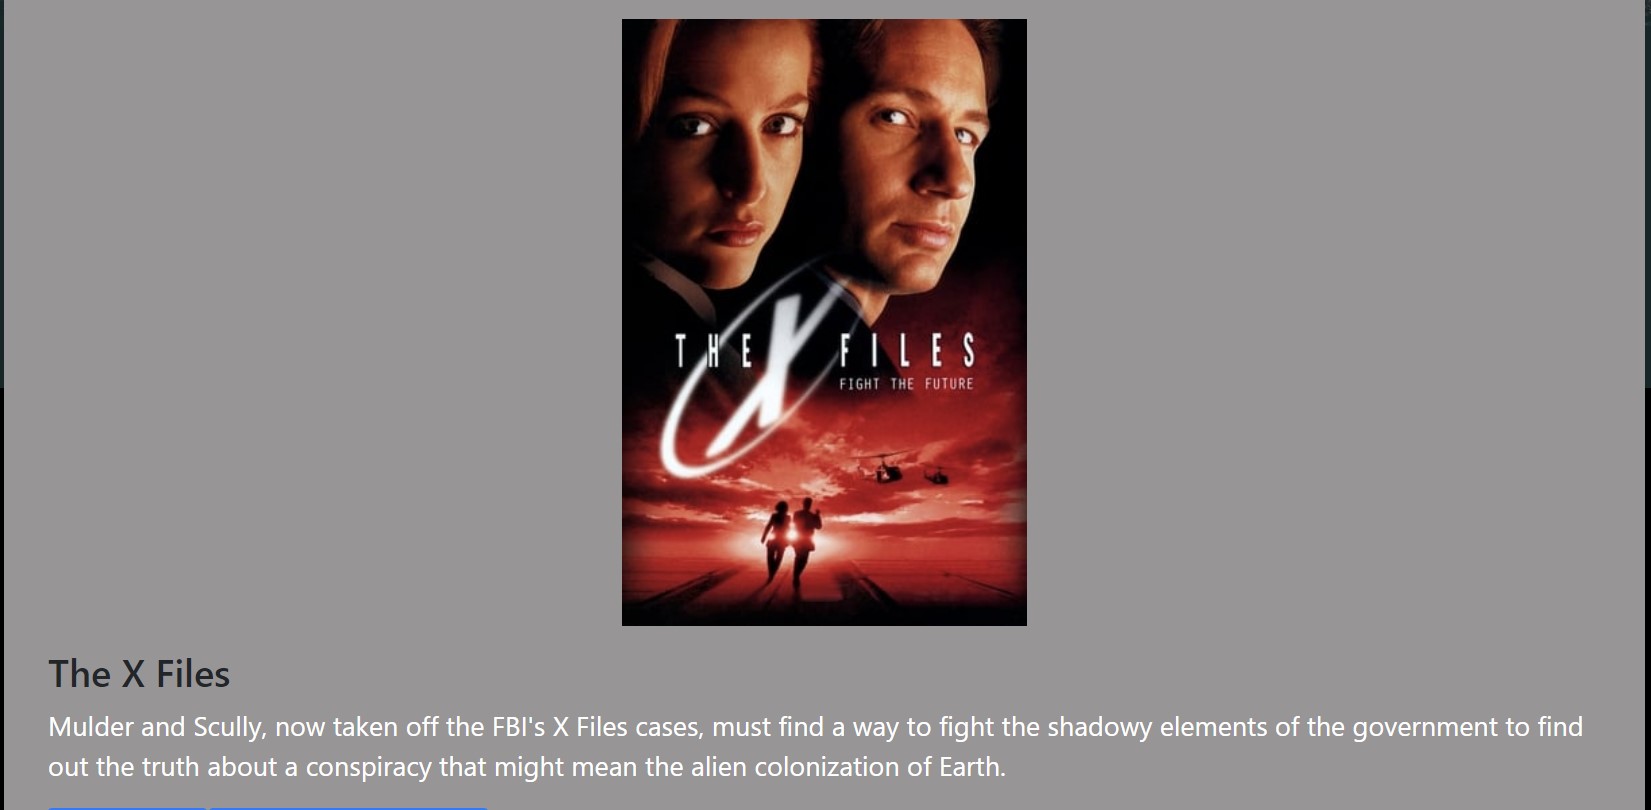 THE X FILES
FIGHT THE FUTURE
The X Files
Mulder and Scully, now taken off the FBI's X Files cases, must find a way to fight the shadowy elements of the government to find
out the truth about a conspiracy that might mean the alien colonization of Earth.